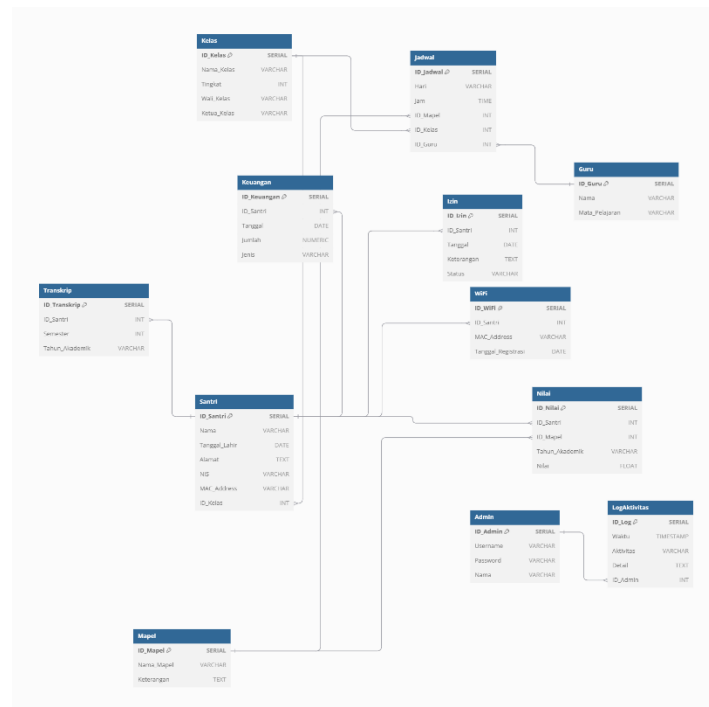 Kelas
ID_Kelas SERIAL
Nama_Kelas VARCHAR
Tingkat INT
Wali_Kelas VARCHAR
Ketua_Kelas VARCHAR
Jadwal
ID_Jadwal SERIAL
Hari VARCHAR
Jam TIME
ID_Mapel INT
ID_Kelas INT
ID_Guru INT
Guru
ID_Guru SERIAL
Nama VARCHAR
Mata_Pelajaran VARCHAR
Keuangan
ID_Keuangan SERIAL
ID_Santri INT
Tanggal DATE
Jumlah NUMERIC
Jenis VARCHAR
Izin
ID_Izin SERIAL
ID_Santri INT
Tanggal DATE
Keterangan TEXT
Status VARCHAR
Transkrip
ID_Transkrip SERIAL
ID_Santri INT
Semester INT
Tahun_Akademik VARCHAR
WiFi
ID_WiFi SERIAL
ID_Santri INT
MAC_Address VARCHAR
Tanggal_Registrasi DATE
Santri
ID_Santri SERIAL
Nama VARCHAR
Tanggal_Lahir DATE
Alamat TEXT
VARCHAR
MAC_Address VARCHAR
ID_Kelas INT
Nilai
ID_Nilai SERIAL
ID_Santri INT
ID_Mapel INT
Tahun_Akademik VARCHAR
Nilai FLOAT
Admin
ID_Admin SERIAL
Username VARCHAR
Password VARCHAR
Nama VARCHAR
LogAktivitas
ID_Log SERIAL
Waktu TIMESTAMP
Aktivitas VARCHAR
Detail TEXT
ID_Admin INT
Mapel
ID_Mapel SERIAL
Nama_Mapel VARCHAR
Keterangan TEXT